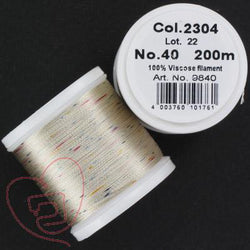 Col.2304
Lot. 22
No.40 200m
100% Viscose filament
Art. No. 9840
4 003760 101761